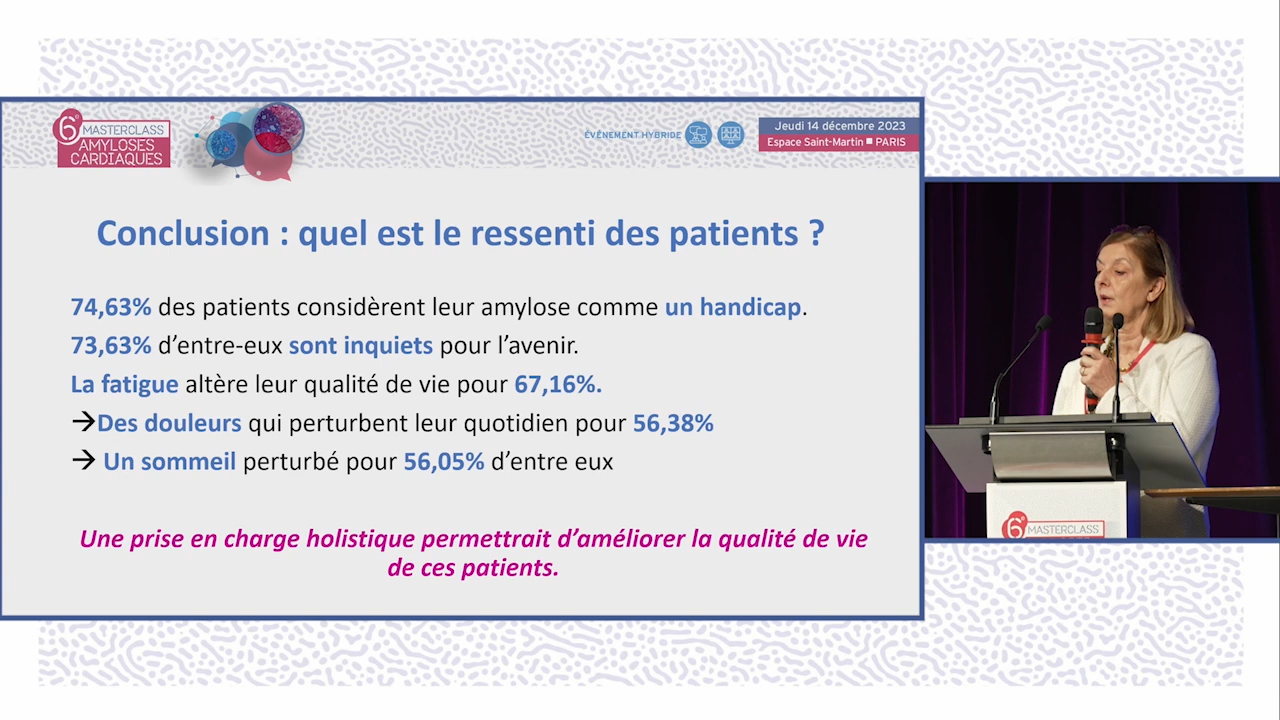 6e MASTERCLASS
AMYLOSES
CARDIAQUES
ÉVÉNEMENT HYBRIDE
Jeudi 14 décembre 2023
Espace Saint-Martin ■ PARIS
Conclusion : quel est le ressenti des patients ?
74,63% des patients considèrent leur amylose comme un handicap.
73,63% d’entre-eux sont inquiets pour l’avenir.
La fatigue altère leur qualité de vie pour 67,16%.
→Des douleurs qui perturbent leur quotidien pour 56,38%
→ Un sommeil perturbé pour 56,05% d’entre eux
Une prise en charge holistique permettrait d’améliorer la qualité de vie
de ces patients.
6e MASTERCLASS